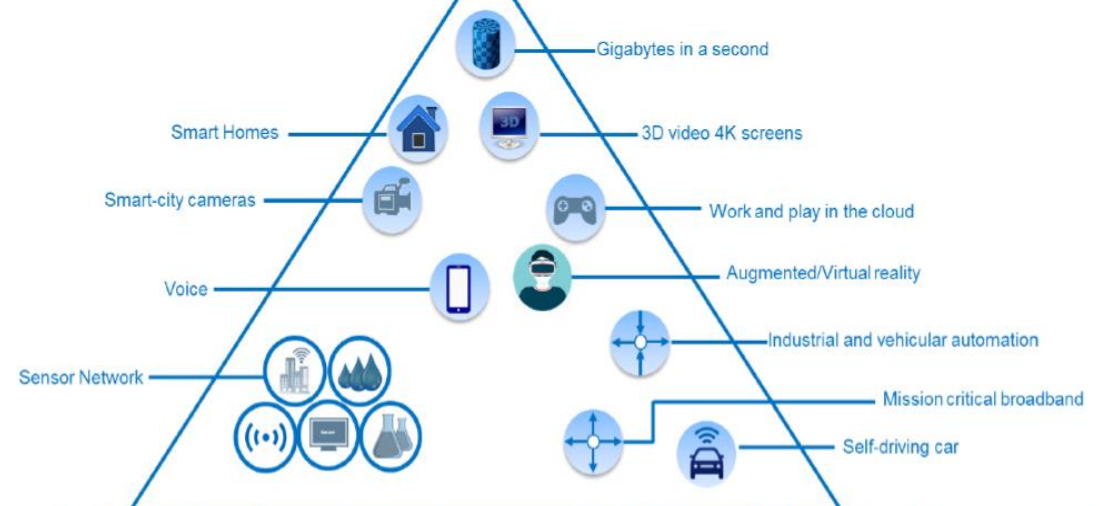 Gigabytes in a second
Smart Homes
3D
3D video 4K screens
Smart-city cameras
Work and play in the cloud
Voice
Augmented/Virtual reality
Industrial and vehicular automation
Sensor Network
Mission critical broadband
Self-driving car